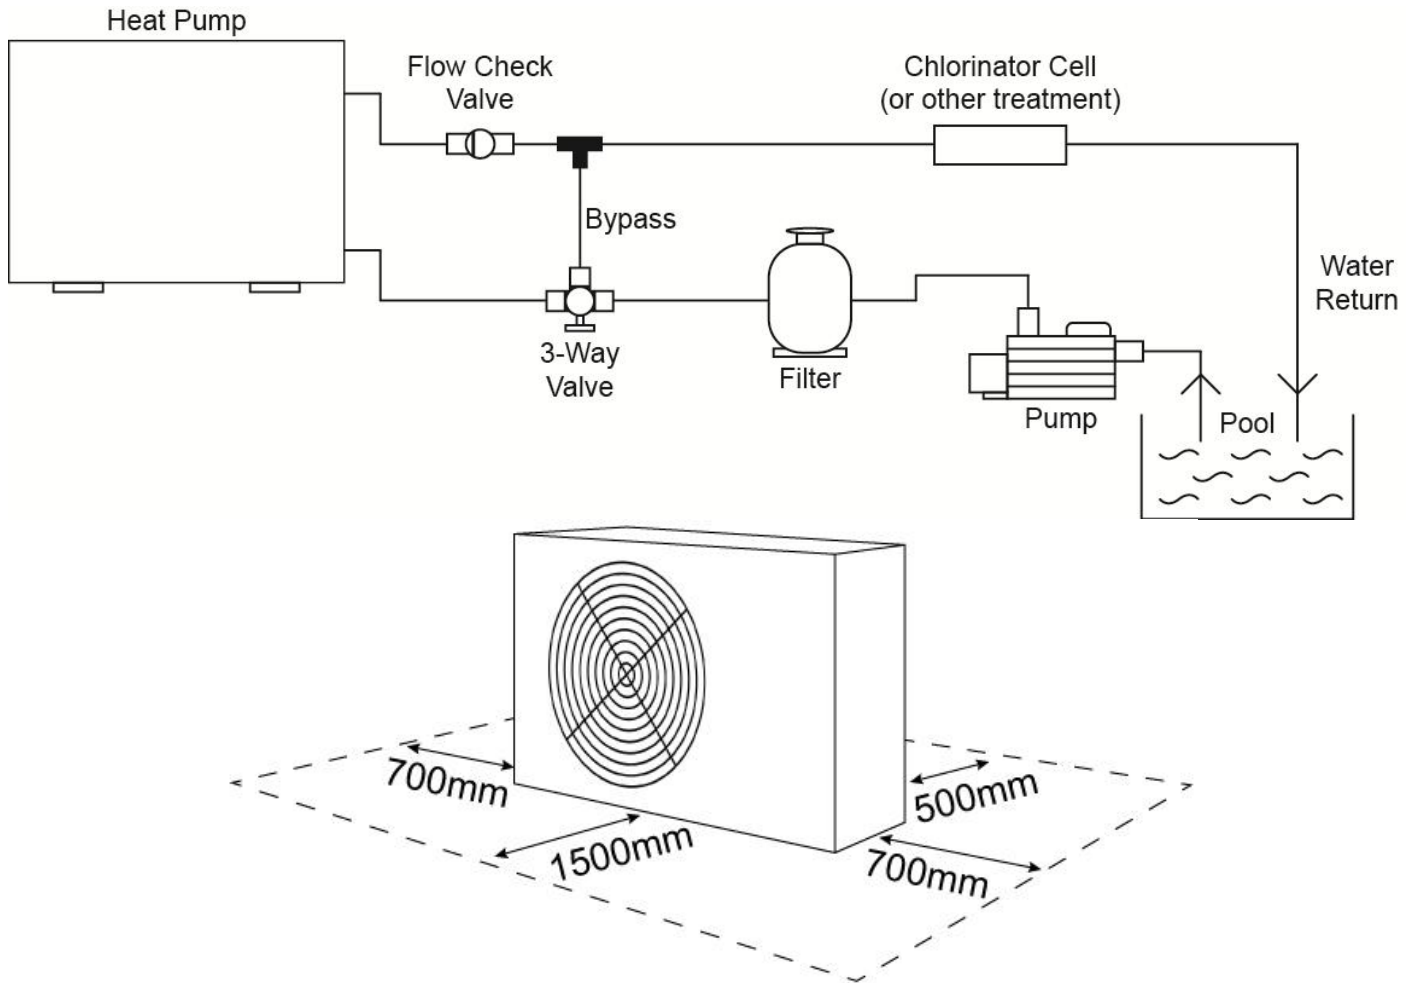 Heat Pump
Flow Check
Valve
Chlorinator Cell
(or other treatment)
Bypass
Water
Return
3-Way
Valve
Filter
Pump
Pool
700mm
500mm
1500mm
700mm